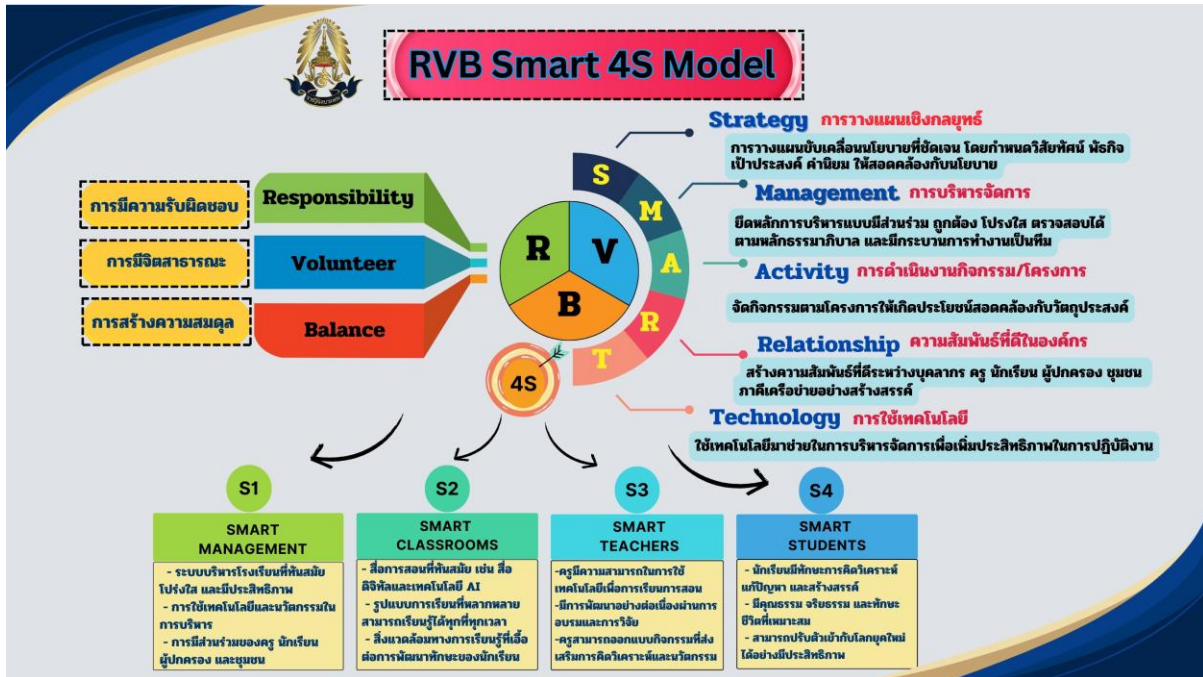 RVB Smart 4S Model
Responsibility
Volunteer
Balance
การมีความรับผิดชอบ
การมีจิตสาธารณะ
การสร้างความสมดุล
R
V
B
S
M
A
R
T
4S
Strategy การวางแผนเชิงกลยุทธ์
การวางแผนขับเคลื่อนนโยบายที่ชัดเจน โดยกำหนดวิสัยทัศน์ พัธกิจ
เป้าประสงค์ ค่านิยม ให้สอดคล้องกับนโยบาย
Management การบริหารจัดการ
ยึดหลักการบริหารแบบมีส่วนร่วม ถูกต้อง โปร่งใส ตรวจสอบได้
ตามหลักธรรมาภิบาล และมีกระบวนการทำงานเป็นทีม
Activity การดำเนินงานกิจกรรม/โครงการ
จัดกิจกรรมตามโครงการให้เกิดประโยชน์สอดคล้องกับวัตถุประสงค์
Relationship ความสัมพันธ์ที่ดีในองค์กร
สร้างความสัมพันธ์ที่ดีระหว่างบุคลากร ครู นักเรียน ผู้ปกครอง ชุมชน
ภาคีเครือข่ายอย่างสร้างสรรค์
Technology การใช้เทคโนโลยี
ใช้เทคโนโลยีมาช่วยในการบริหารจัดการเพื่อเพิ่มประสิทธิภาพในการปฏิบัติงาน
S1
SMART
MANAGEMENT
- ระบบบริหารโรงเรียนที่ทันสมัย
โปร่งใส และมีประสิทธิภาพ
- การใช้เทคโนโลยีและนวัตกรรมใน
การบริหาร
- การมีส่วนร่วมของครู นักเรียน
ผู้ปกครอง และชุมชน
S2
SMART
CLASSROOMS
- สื่อการสอนที่ทันสมัย เช่น สื่อ
ดิจิทัลและเทคโนโลยี AI
- รูปแบบการเรียนที่หลากหลาย
สามารถเรียนรู้ได้ทุกที่ทุกเวลา
- สิ่งแวดล้อมทางการเรียนรู้ที่เอื้อ
ต่อการพัฒนาทักษะของนักเรียน
S3
SMART
TEACHERS
-ครูมีความสามารถในการใช้
เทคโนโลยีเพื่อการเรียนการสอน
-มีการพัฒนาอย่างต่อเนื่องผ่านการ
อบรมและการวิจัย
-ครูสามารถออกแบบกิจกรรมที่ส่ง
เสริมการคิดวิเคราะห์และนวัตกรรม
S4
SMART
STUDENTS
- นักเรียนมีทักษะการคิดวิเคราะห์
แก้ปัญหา และสร้างสรรค์
- มีคุณธรรม จริยธรรม และทักษะ
ชีวิตที่เหมาะสม
- สามารถปรับตัวเข้ากับโลกยุคใหม่
ได้อย่างมีประสิทธิภาพ